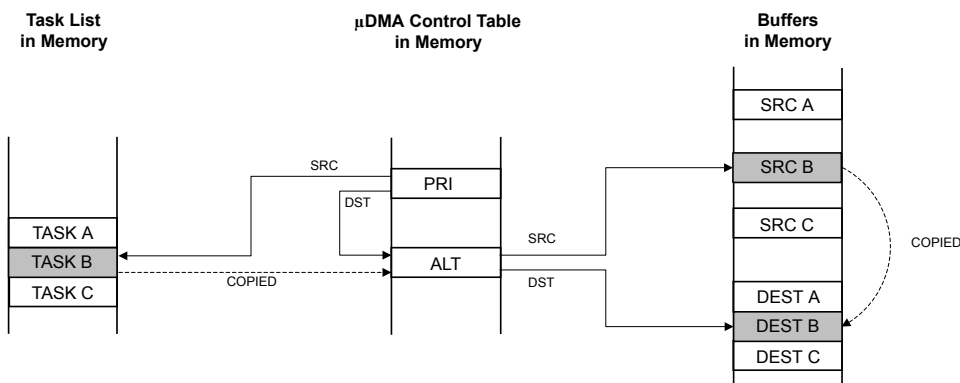 Task List
in Memory
µDMA Control Table
in Memory
Buffers
in Memory
SRC A
SRC
PRI
SRC B
DST
TASK A
SRC C
COPIED
SRC
TASK B
ALT
COPIED
DST
TASK C
DEST A
DEST B
DEST C